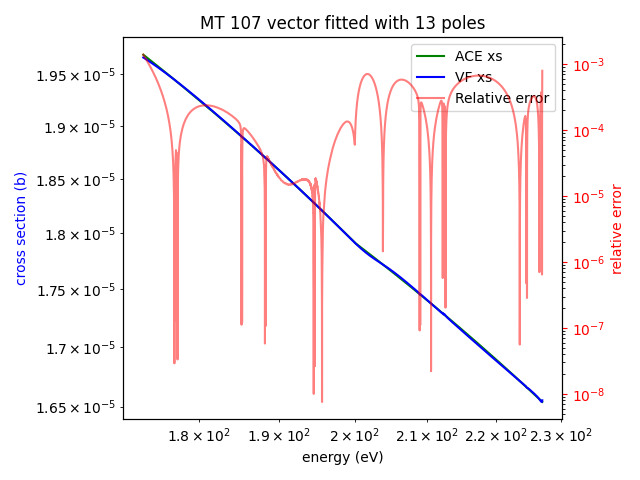 MT 107 vector fitted with 13 poles
ACE xs
VF xs
Relative error
cross section (b)
1.95 × 10⁻⁵
1.9 × 10⁻⁵
1.85 × 10⁻⁵
1.8 × 10⁻⁵
1.75 × 10⁻⁵
1.7 × 10⁻⁵
1.65 × 10⁻⁵
10⁻³
10⁻⁴
10⁻⁵
10⁻⁶
10⁻⁷
10⁻⁸
relative error
1.8 × 10² 1.9 × 10² 2 × 10² 2.1 × 10² 2.2 × 10² 2.3 × 10²
energy (eV)